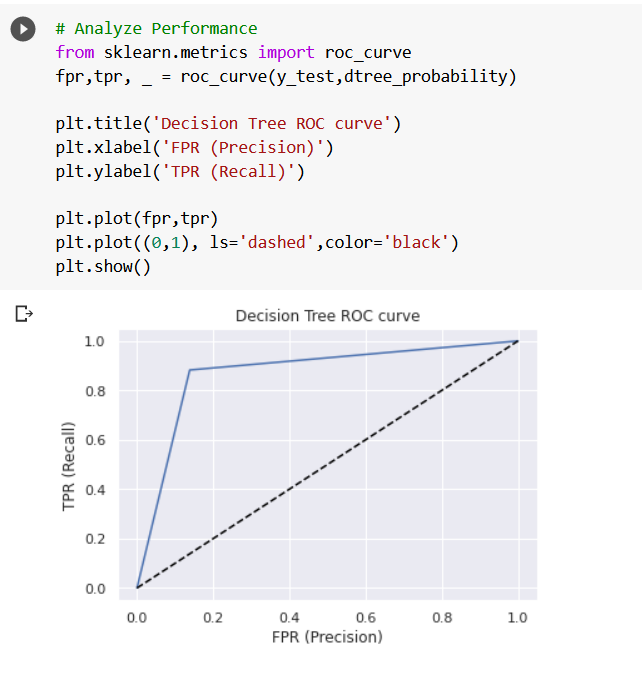 # Analyze Performance
from sklearn.metrics import roc_curve
fpr,tpr, _ = roc_curve(y_test,dtree_probability)
plt.title('Decision Tree ROC curve')
plt.xlabel('FPR (Precision)')
plt.ylabel('TPR (Recall)')
plt.plot(fpr,tpr)
plt.plot((0,1), ls='dashed',color='black')
plt.show()
Decision Tree ROC curve
TPR (Recall)
1.0
0.8
0.6
0.4
0.2
0.0
0.0 0.2 0.4 0.6 0.8 1.0
FPR (Precision)